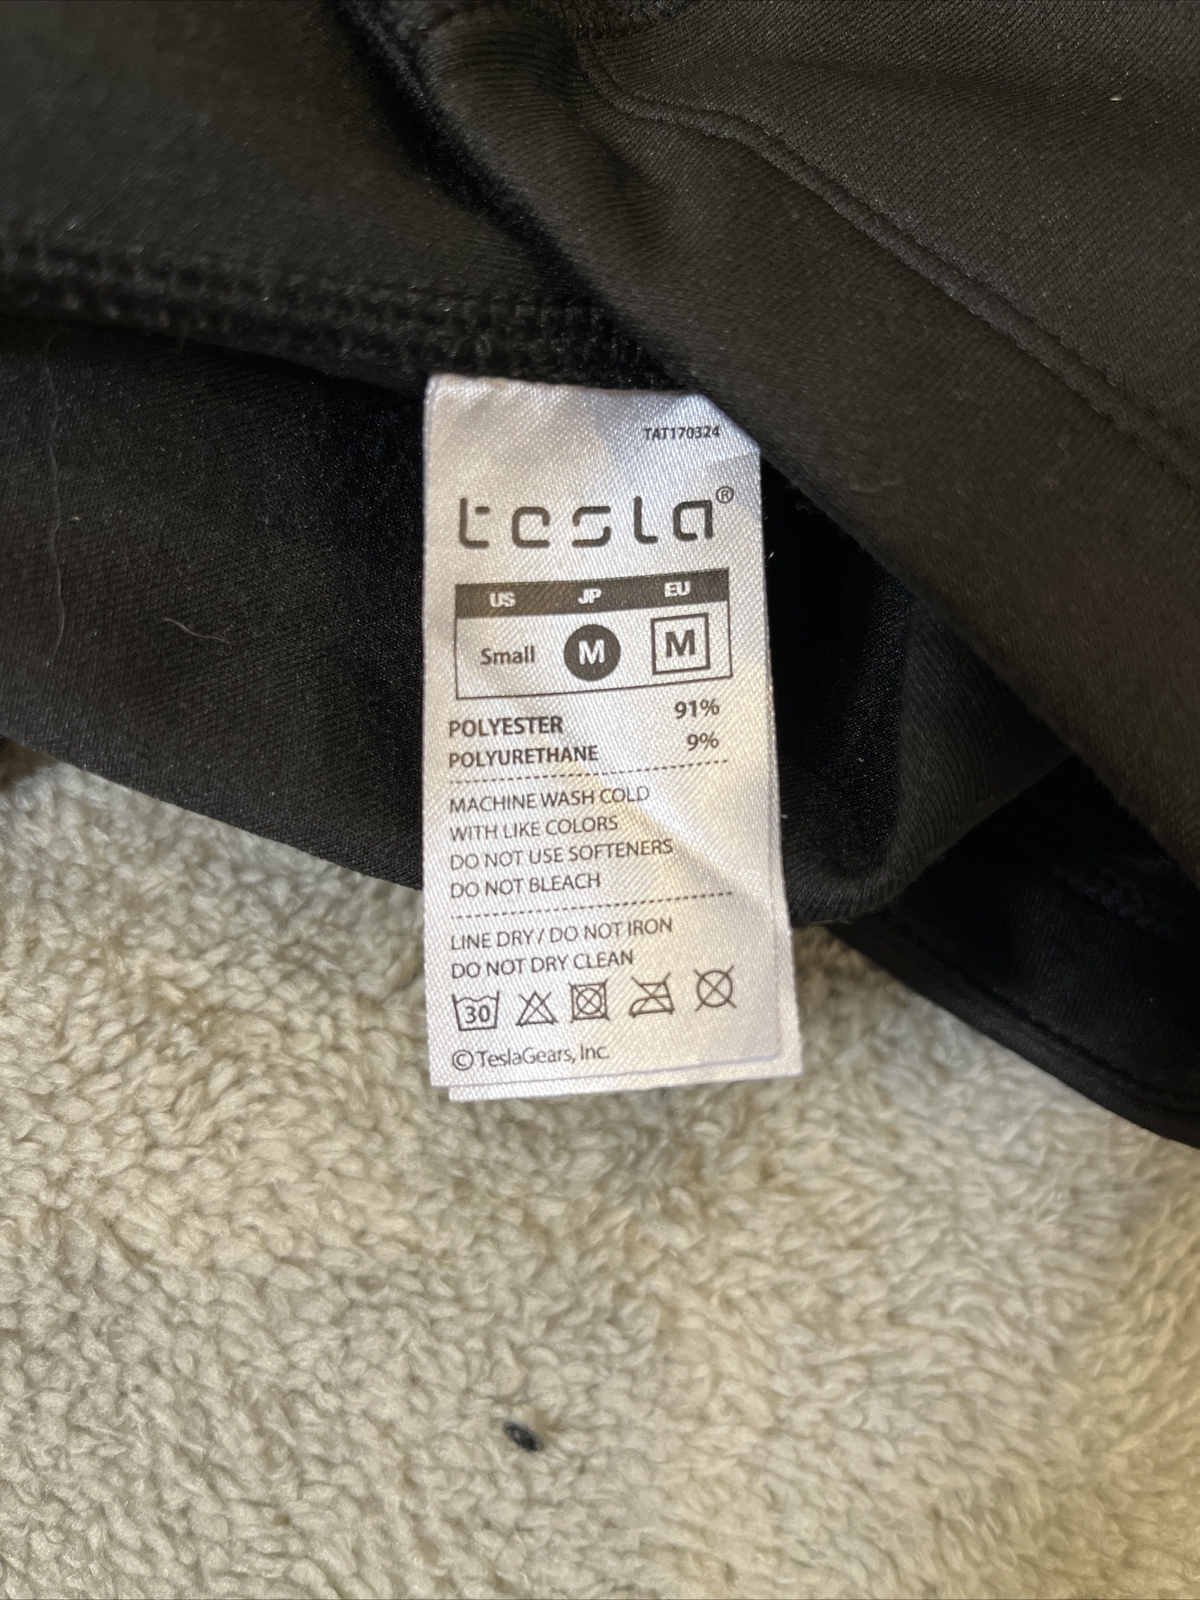 TAT170324
tesla®
US JP EU
Small M M
POLYESTER 91%
POLYURETHANE 9%
MACHINE WASH COLD
WITH LIKE COLORS
DO NOT USE SOFTENERS
DO NOT BLEACH
LINE DRY / DO NOT IRON
DO NOT DRY CLEAN
30
© TeslaGears, Inc.